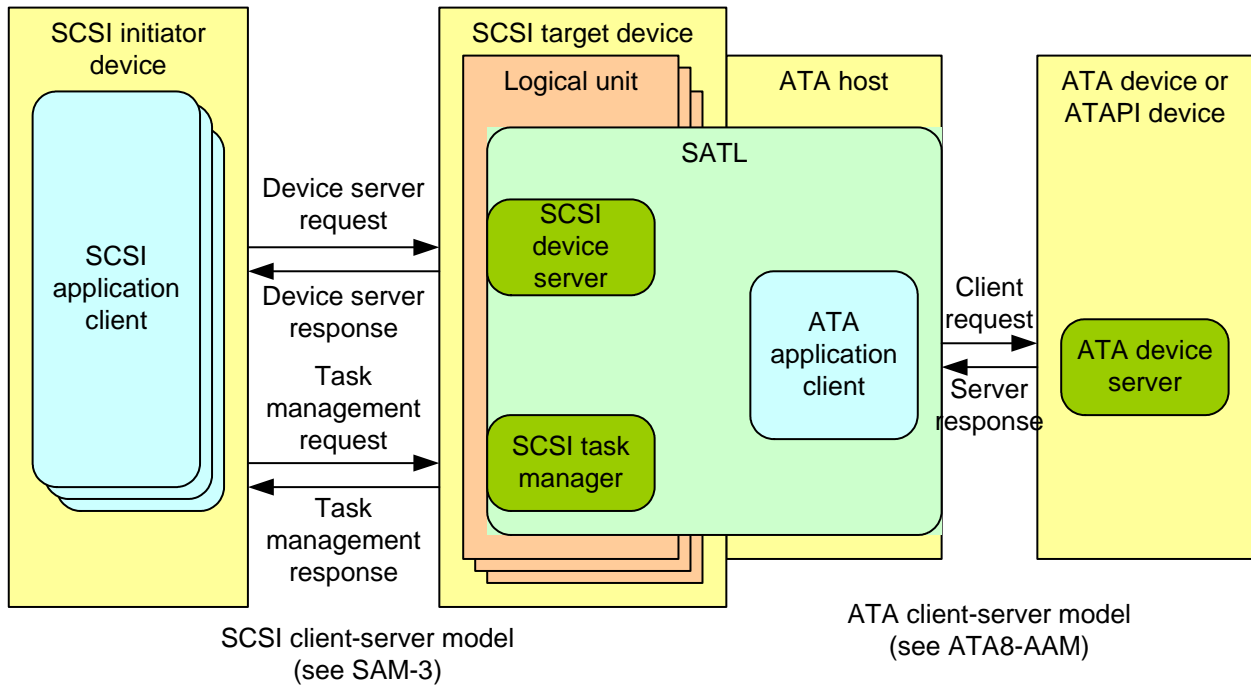 SCSI initiator
device
SCSI application
client
Device server
request
Device server
response
Task
management
request
Task
management
response
SCSI target device
Logical unit
ATA host
SATL
SCSI
device
server
SCSI task
manager
ATA
application
client
Client
request
Server
response
ATA device or
ATAPI device
ATA device
server
SCSI client-server model
(see SAM-3)
ATA client-server model
(see ATA8-AAM)